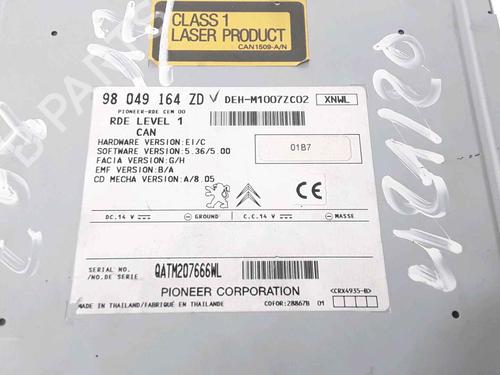 CLASS 1
LASER PRODUCT
CAN1509-A/N
98 049 164 ZD DEH-M1007ZC02 XNWL
PIONEER-RDE CEM 00
RDE LEVEL 1
CAN
HARDWARE VERSION:EI/C
SOFTWARE VERSION:5.36/5.00
FACIA VERSION:G/H
EMF VERSION:B/A
CD MECHA VERSION:A/8.05
01B7
CE
DC.14 V GROUND C.C.14 V MASSE
SERIAL NO.
/NO.DE SERIE QATM207666WL
PIONEER CORPORATION <CRX4935-B>
MADE IN THAILAND/FABRIQUÉ EN THAILANDE COFOR:28867B 01